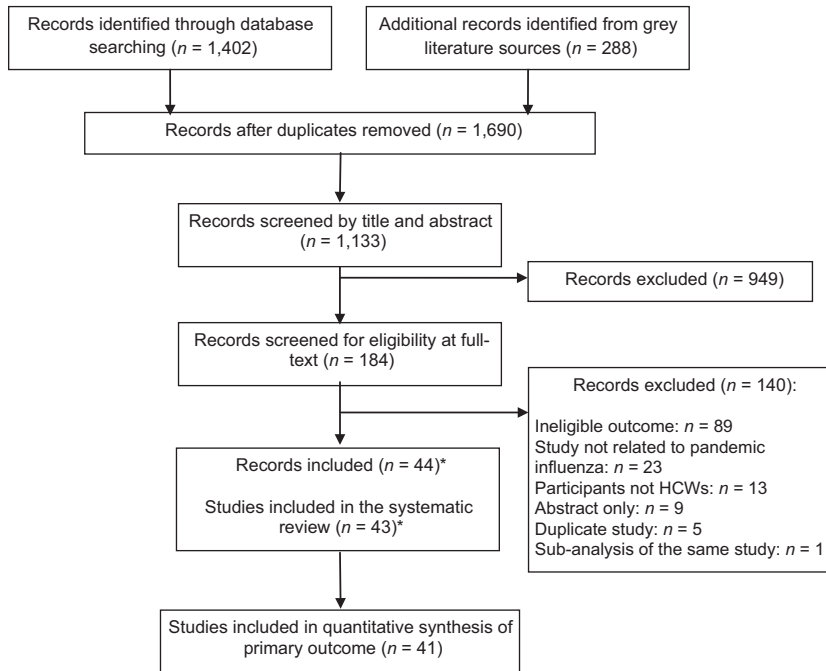 Records identified through database
searching (n = 1,402)
Additional records identified from grey
literature sources (n = 288)
Records after duplicates removed (n = 1,690)
Records screened by title and abstract
(n = 1,133)
Records excluded (n = 949)
Records screened for eligibility at full-
text (n = 184)
Records excluded (n = 140):
Ineligible outcome: n = 89
Study not related to pandemic
influenza: n = 23
Participants not HCWs: n = 13
Abstract only: n = 9
Duplicate study: n = 5
Sub-analysis of the same study: n = 1
Records included (n = 44)*
Studies included in the systematic
review (n = 43)*
Studies included in quantitative synthesis of
primary outcome (n = 41)